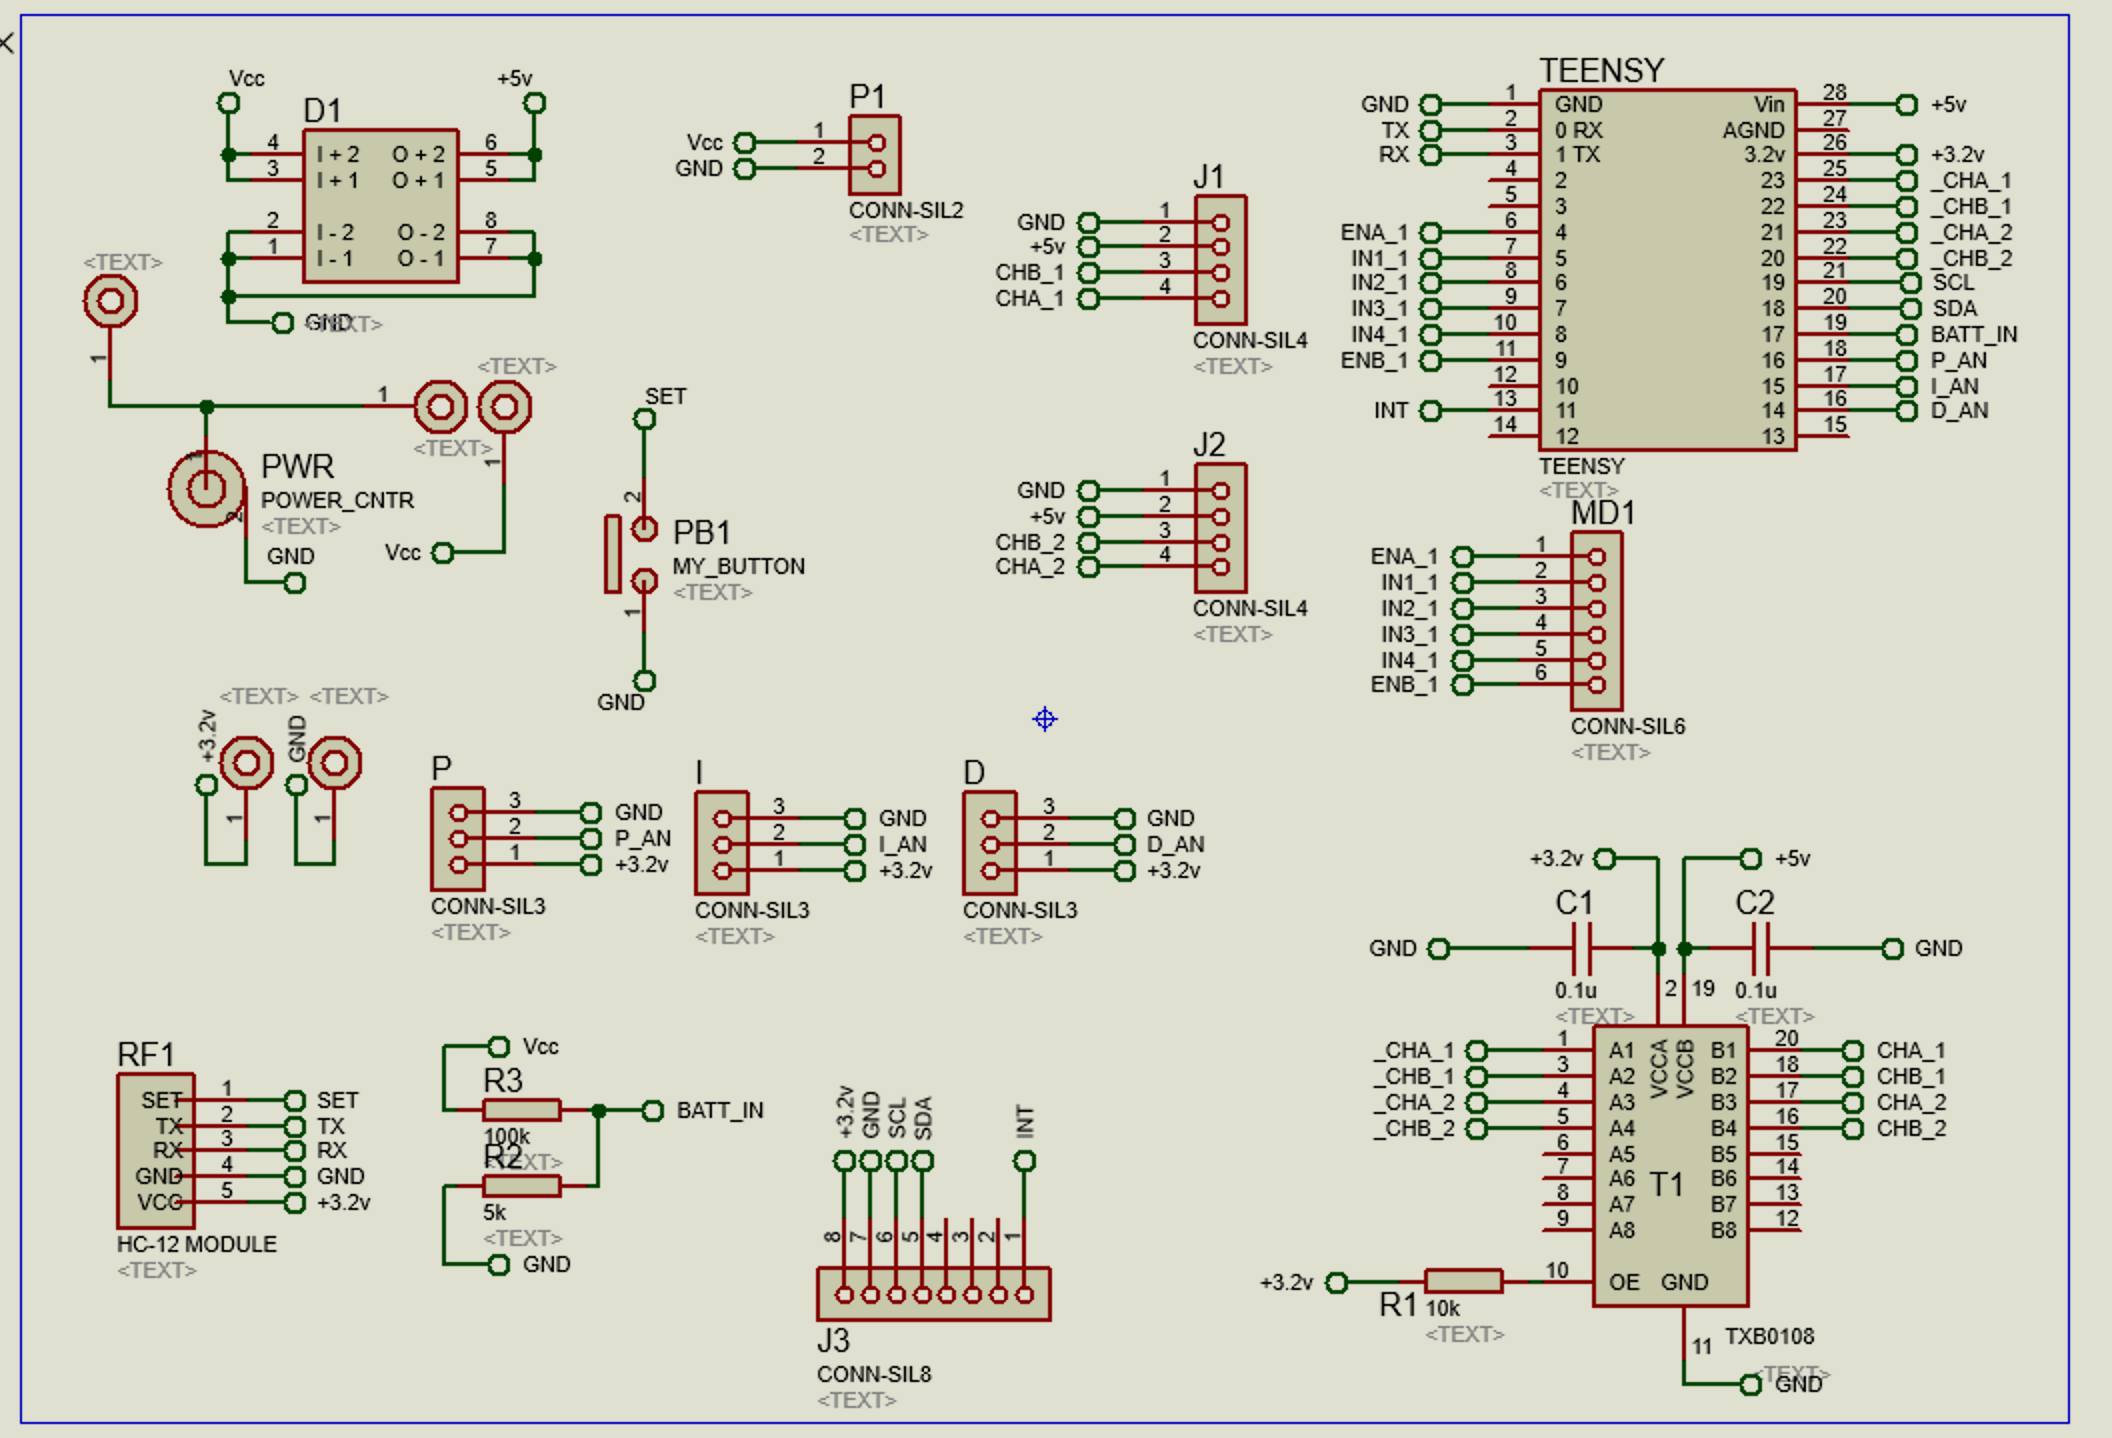 Vcc
+5v
D1
4
3
2
1
I + 2
I + 1
I - 2
I - 1
O + 2
O + 1
O - 2
O - 1
6
5
8
7
GND
<TEXT>
<TEXT>
1
1
<TEXT>
<TEXT>
1
Vcc
1
2
PWR
POWER_CNTR
<TEXT>
GND
P1
Vcc 1
GND 2
CONN-SIL2
<TEXT>
SET
2
PB1
MY_BUTTON
<TEXT>
1
GND
J1
GND 1
+5v 2
CHB_1 3
CHA_1 4
CONN-SIL4
<TEXT>
J2
GND 1
+5v 2
CHB_2 3
CHA_2 4
CONN-SIL4
<TEXT>
TEENSY
GND 1 GND Vin 28 +5v
TX 2 0 RX AGND 27
RX 3 1 TX 3.2v 26 +3.2v
4 2 23 25 _CHA_1
5 3 22 24 _CHB_1
ENA_1 6 4 21 23 _CHA_2
IN1_1 7 5 20 22 _CHB_2
IN2_1 8 6 19 21 SCL
IN3_1 9 7 18 20 SDA
IN4_1 10 8 17 19 BATT_IN
ENB_1 11 9 16 18 P_AN
12 10 15 17 I_AN
INT 13 11 14 16 D_AN
14 12 13 15
TEENSY
<TEXT>
MD1
ENA_1 1
IN1_1 2
IN2_1 3
IN3_1 4
IN4_1 5
ENB_1 6
CONN-SIL6
<TEXT>
<TEXT> <TEXT>
+3.2v
1
GND
1
P
3 GND
2 P_AN
1 +3.2v
CONN-SIL3
<TEXT>
I
3 GND
2 I_AN
1 +3.2v
CONN-SIL3
<TEXT>
D
3 GND
2 D_AN
1 +3.2v
CONN-SIL3
<TEXT>
RF1
SET 1 SET
TX 2 TX
RX 3 RX
GND 4 GND
VCC 5 +3.2v
HC-12 MODULE
<TEXT>
Vcc
R3
100k
<TEXT>
BATT_IN
R2
5k
<TEXT>
GND
+3.2v
GND
SCL
SDA
INT
8 7 6 5 4 3 2 1
J3
CONN-SIL8
<TEXT>
+3.2v +5v
C1 C2
GND GND
0.1u 2 19 0.1u
<TEXT> <TEXT>
VCCA VCCB
_CHA_1 1 A1 B1 20 CHA_1
_CHB_1 3 A2 B2 18 CHB_1
_CHA_2 4 A3 B3 17 CHA_2
_CHB_2 5 A4 B4 16 CHB_2
6 A5 B5 15
7 A6 B6 14
T1
8 A7 B7 13
9 A8 B8 12
+3.2v 10 OE GND
R1 10k
<TEXT>
11 TXB0108
<TEXT>
GND